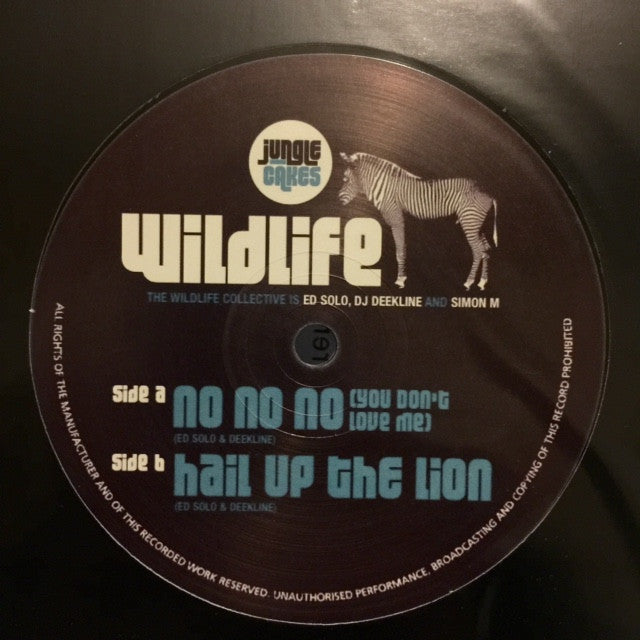 jungle
cakes
Wildlife
THE WILDLIFE COLLECTIVE IS ED SOLO, DJ DEEKLINE AND SIMON M
Side a
no no no (you don't
love me)
(ED SOLO & DEEKLINE)
Side b
hail up the lion
(ED SOLO & DEEKLINE)
ALL RIGHTS OF THE MANUFACTURER AND OF THIS RECORDED WORK RESERVED. UNAUTHORISED PERFORMANCE, BROADCASTING AND COPYING OF THIS RECORD PROHIBITED